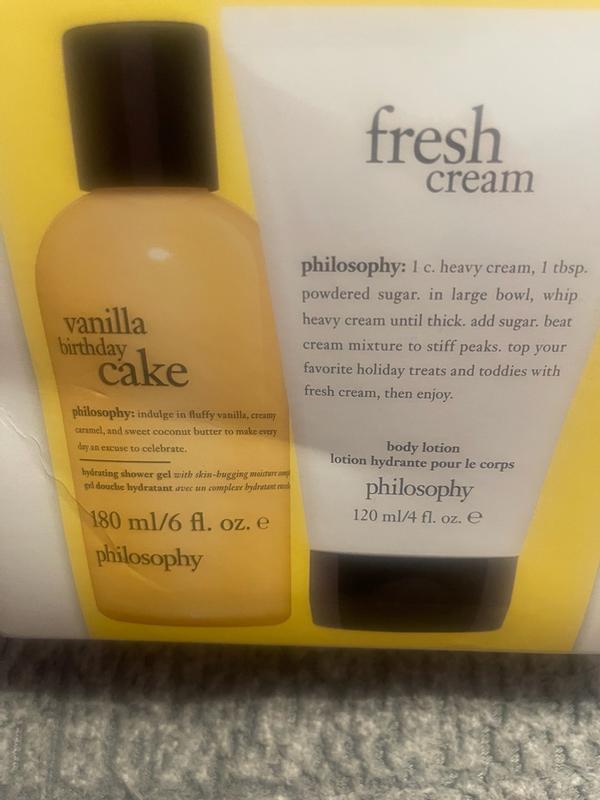 vanilla
birthday
cake
philosophy: indulge in fluffy vanilla, creamy
caramel, and sweet coconut butter to make every
day an excuse to celebrate.
hydrating shower gel with skin-hugging moisture
gel douche hydratant avec un complexe hydratant
180 ml/6 fl. oz. e
philosophy
fresh
cream
philosophy: 1 c. heavy cream, 1 tbsp.
powdered sugar. in large bowl, whip
heavy cream until thick. add sugar. beat
cream mixture to stiff peaks. top your
favorite holiday treats and toddies with
fresh cream, then enjoy.
body lotion
lotion hydrante pour le corps
philosophy
120 ml/4 fl. oz. e